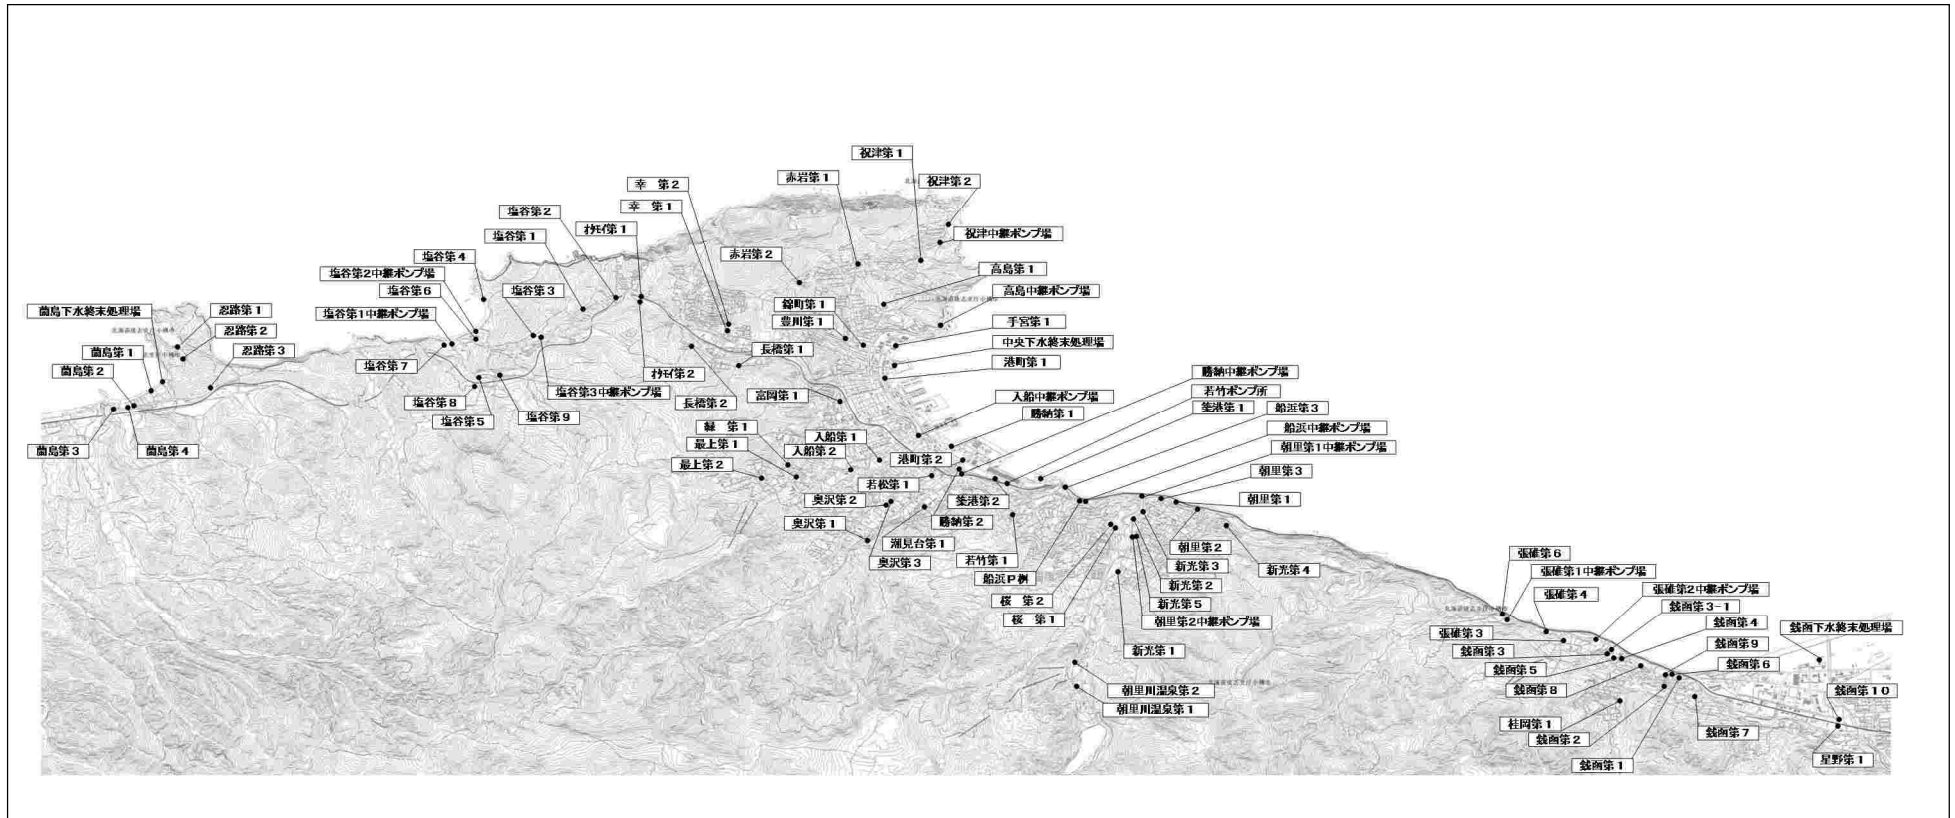 祝津第1
赤岩第1
祝津第2
幸 第2
幸 第1
塩谷第2
ｵﾀﾓｲ第1
塩谷第1
祝津中継ポンプ場
塩谷第4
赤岩第2
塩谷第2中継ポンプ場
高島第1
塩谷第6
塩谷第3
高島中継ポンプ場
錦町第1
蘭島下水終末処理場
忍路第1
塩谷第1中継ポンプ場
豊川第1
手宮第1
忍路第2
中央下水終末処理場
蘭島第1
忍路第3
長橋第1
港町第1
蘭島第2
塩谷第7
ｵﾀﾓｲ第2
勝納中継ポンプ場
塩谷第3中継ポンプ場
若竹ポンプ所
塩谷第8
長橋第2
富岡第1
入船中継ポンプ場
築港第1
船浜第3
塩谷第5
塩谷第9
勝納第1
緑 第1
船浜中継ポンプ場
入船第1
最上第1
朝里第1中継ポンプ場
蘭島第3
蘭島第4
入船第2
港町第2
最上第2
朝里第3
若松第1
奥沢第2
築港第2
朝里第1
奥沢第1
勝納第2
潮見台第1
朝里第2
奥沢第3
若竹第1
新光第3
新光第4
船浜P桝
新光第2
桜 第2
新光第5
桜 第1
朝里第2中継ポンプ場
新光第1
朝里川温泉第2
朝里川温泉第1
張碓第6
張碓第1中継ポンプ場
張碓第4
張碓第2中継ポンプ場
銭函第3-1
張碓第3
銭函第4
銭函下水終末処理場
銭函第3
銭函第9
銭函第5
銭函第6
銭函第8
銭函第10
桂岡第1
銭函第2
銭函第7
銭函第1
星野第1